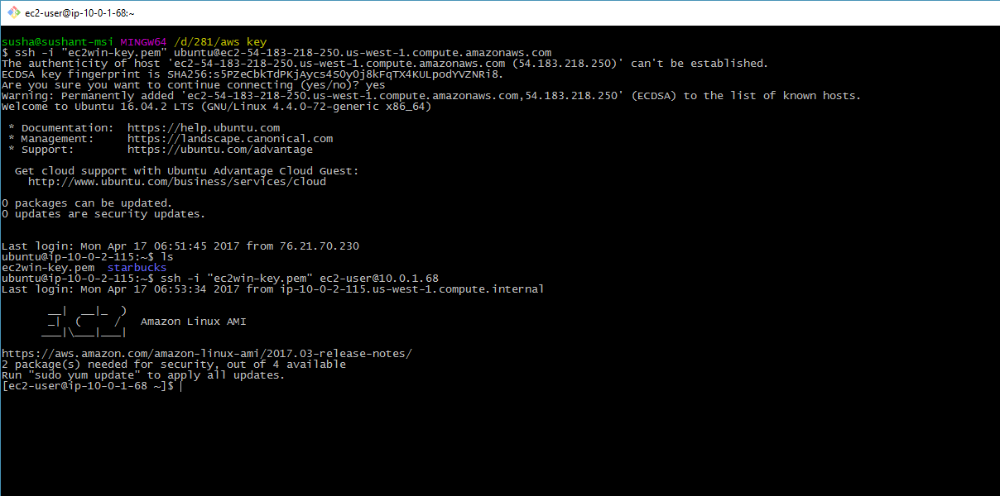 ec2-user@ip-10-0-1-68:~
susha@sushant-msi MINGW64 /d/281/aws key
$ ssh -i "ec2win-key.pem" ubuntu@ec2-54-183-218-250.us-west-1.compute.amazonaws.com
The authenticity of host 'ec2-54-183-218-250.us-west-1.compute.amazonaws.com (54.183.218.250)' can't be established.
ECDSA key fingerprint is SHA256:s5PZeCbkTdPKjAycs4SOyOj8kFqTX4KULpodYVZNRi8.
Are you sure you want to continue connecting (yes/no)? yes
Warning: Permanently added 'ec2-54-183-218-250.us-west-1.compute.amazonaws.com,54.183.218.250' (ECDSA) to the list of known hosts.
Welcome to Ubuntu 16.04.2 LTS (GNU/Linux 4.4.0-72-generic x86_64)
 * Documentation:  https://help.ubuntu.com
 * Management:     https://landscape.canonical.com
 * Support:        https://ubuntu.com/advantage
  Get cloud support with Ubuntu Advantage Cloud Guest:
    http://www.ubuntu.com/business/services/cloud
0 packages can be updated.
0 updates are security updates.
Last login: Mon Apr 17 06:51:45 2017 from 76.21.70.230
ubuntu@ip-10-0-2-115:~$ ls
ec2win-key.pem  starbucks
ubuntu@ip-10-0-2-115:~$ ssh -i "ec2win-key.pem" ec2-user@10.0.1.68
Last login: Mon Apr 17 06:53:34 2017 from ip-10-0-2-115.us-west-1.compute.internal
       __|  __|_  )
       _|  (     /   Amazon Linux AMI
      ___|\___|___|
https://aws.amazon.com/amazon-linux-ami/2017.03-release-notes/
2 package(s) needed for security, out of 4 available
Run "sudo yum update" to apply all updates.
[ec2-user@ip-10-0-1-68 ~]$